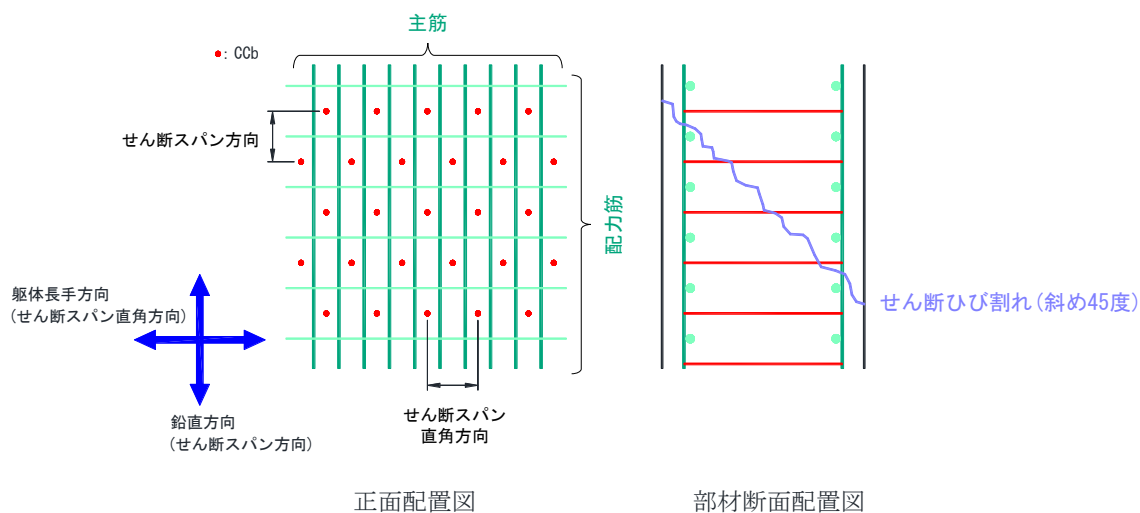 主筋
●: CCb
せん断スパン方向
配力筋
躯体長手方向
(せん断スパン直角方向)
せん断ひび割れ(斜め45度)
せん断スパン
直角方向
鉛直方向
(せん断スパン方向)
正面配置図
部材断面配置図